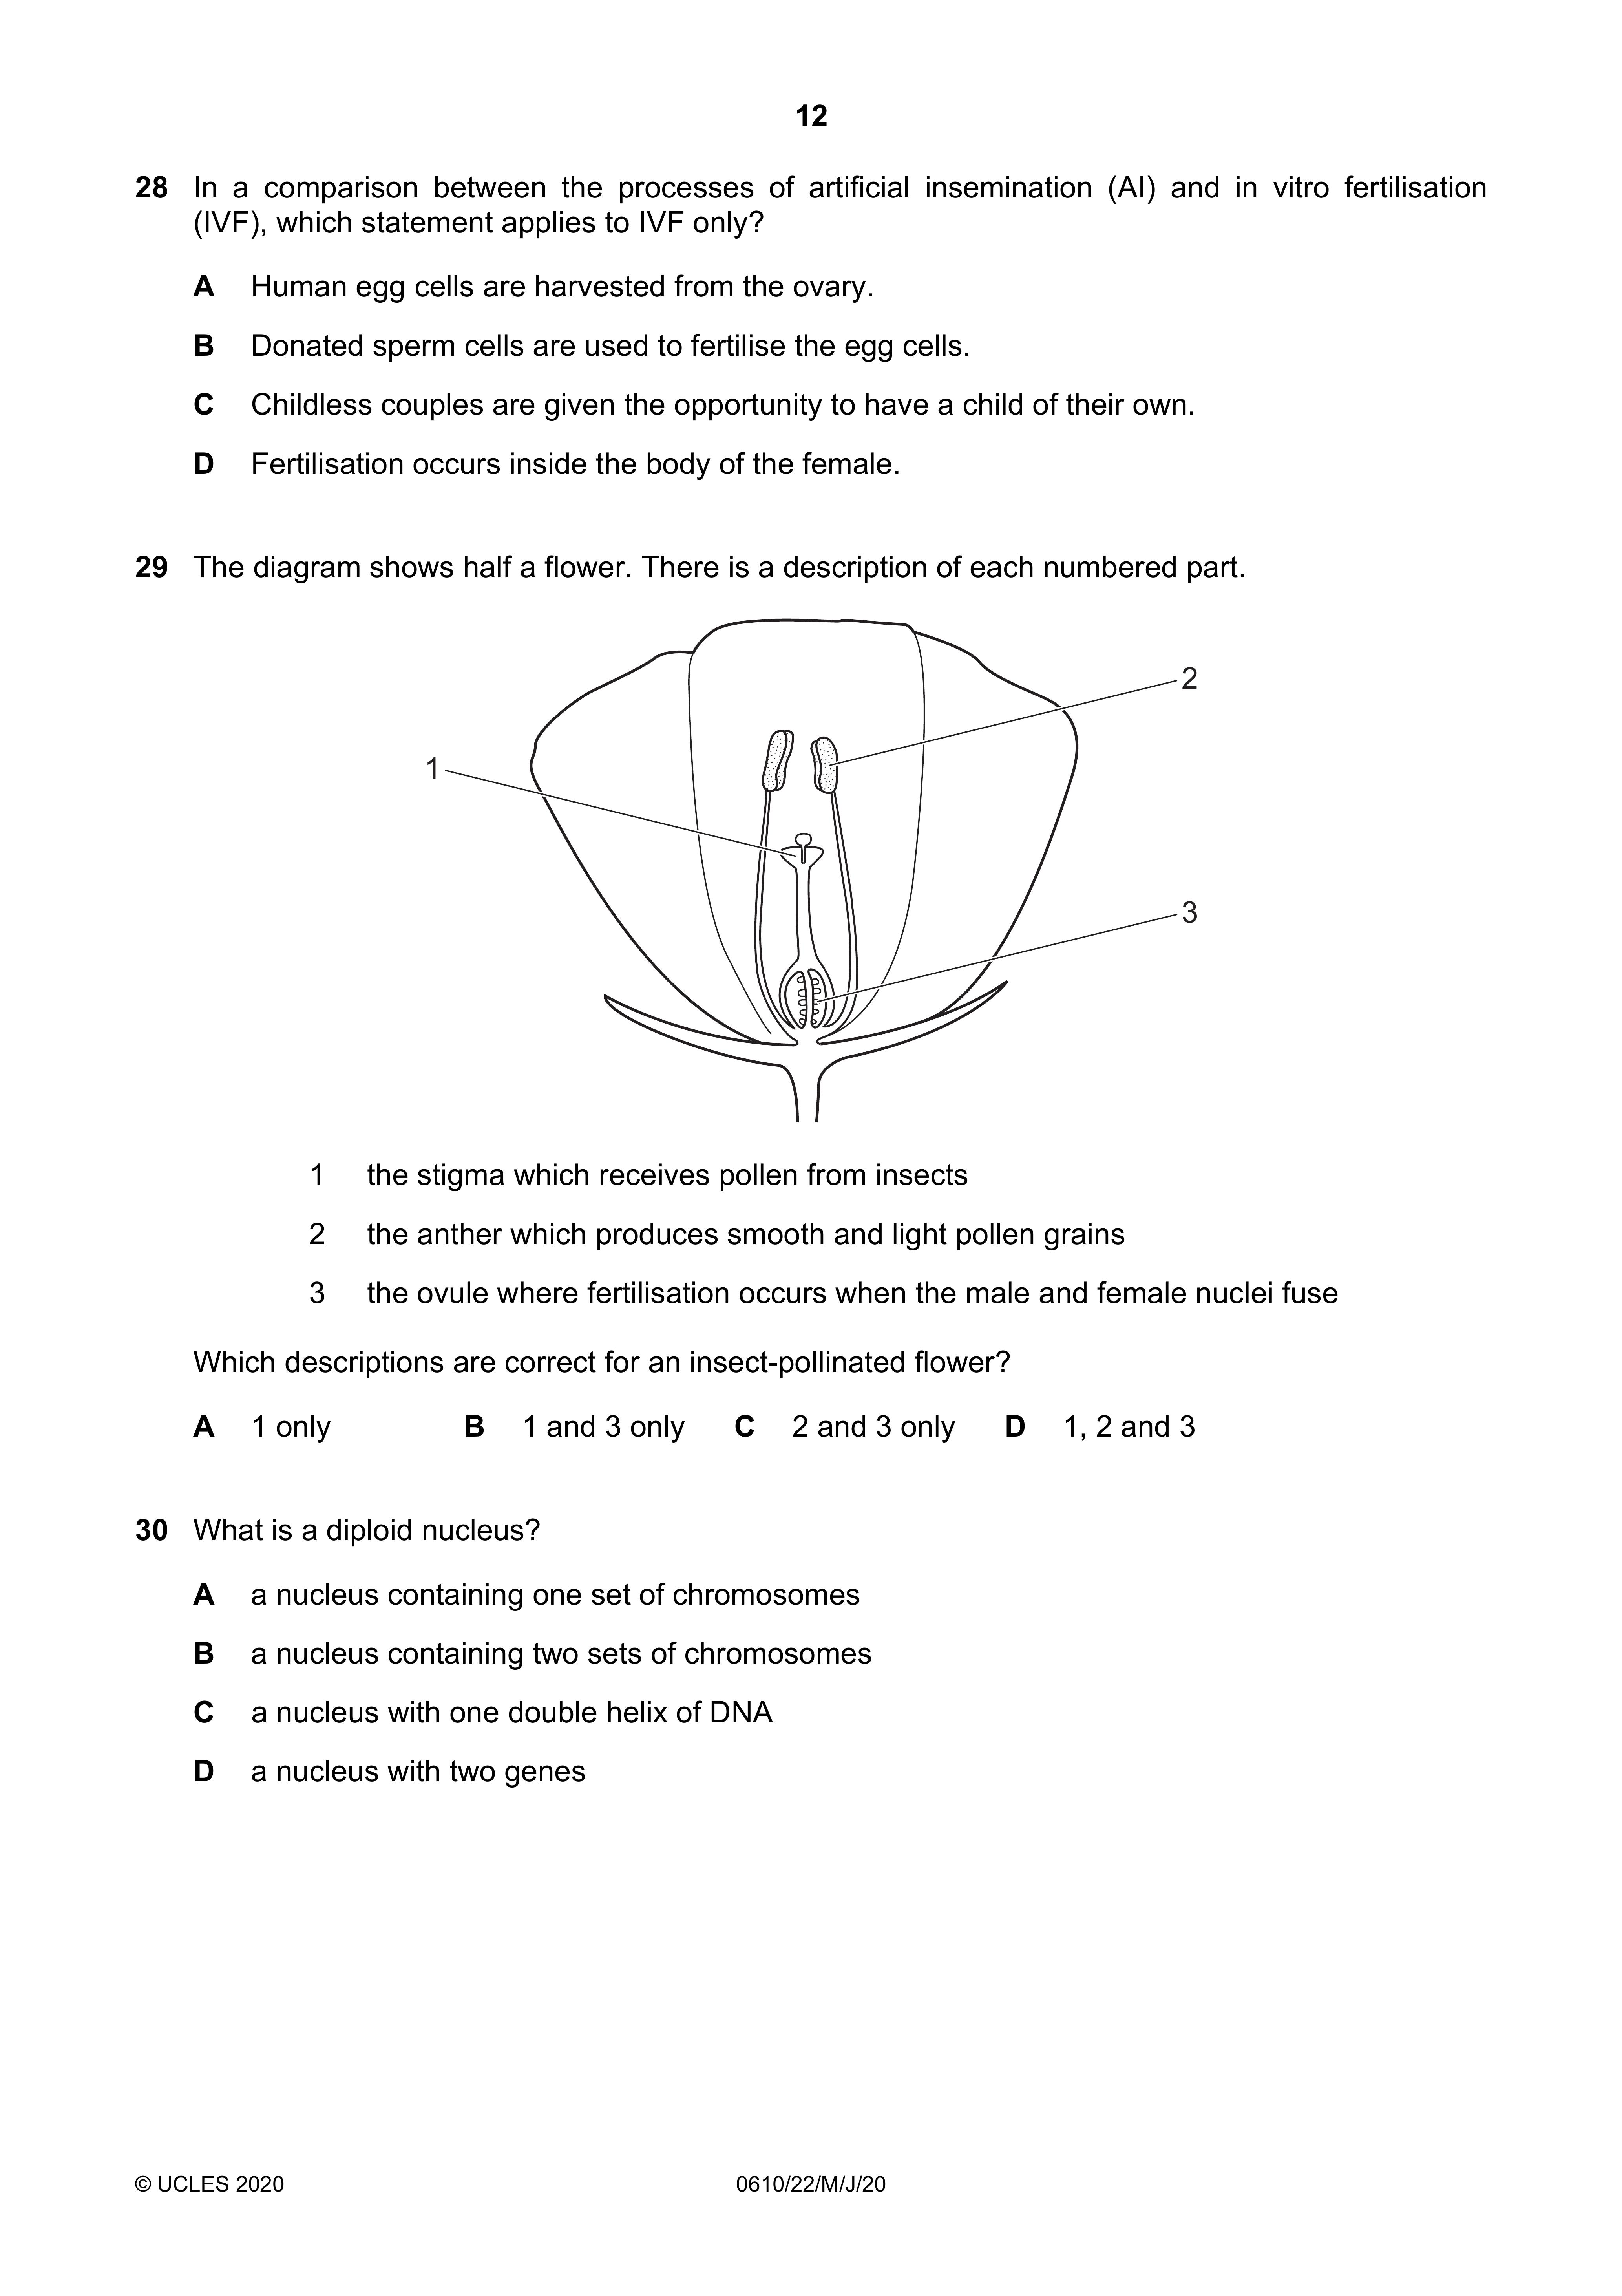 12
28 In a comparison between the processes of artificial insemination (AI) and in vitro fertilisation
(IVF), which statement applies to IVF only?
A Human egg cells are harvested from the ovary.
B Donated sperm cells are used to fertilise the egg cells.
C Childless couples are given the opportunity to have a child of their own.
D Fertilisation occurs inside the body of the female.
29 The diagram shows half a flower. There is a description of each numbered part.
2
1
3
1 the stigma which receives pollen from insects
2 the anther which produces smooth and light pollen grains
3 the ovule where fertilisation occurs when the male and female nuclei fuse
Which descriptions are correct for an insect-pollinated flower?
A 1 only B 1 and 3 only C 2 and 3 only D 1, 2 and 3
30 What is a diploid nucleus?
A a nucleus containing one set of chromosomes
B a nucleus containing two sets of chromosomes
C a nucleus with one double helix of DNA
D a nucleus with two genes
© UCLES 2020 0610/22/M/J/20